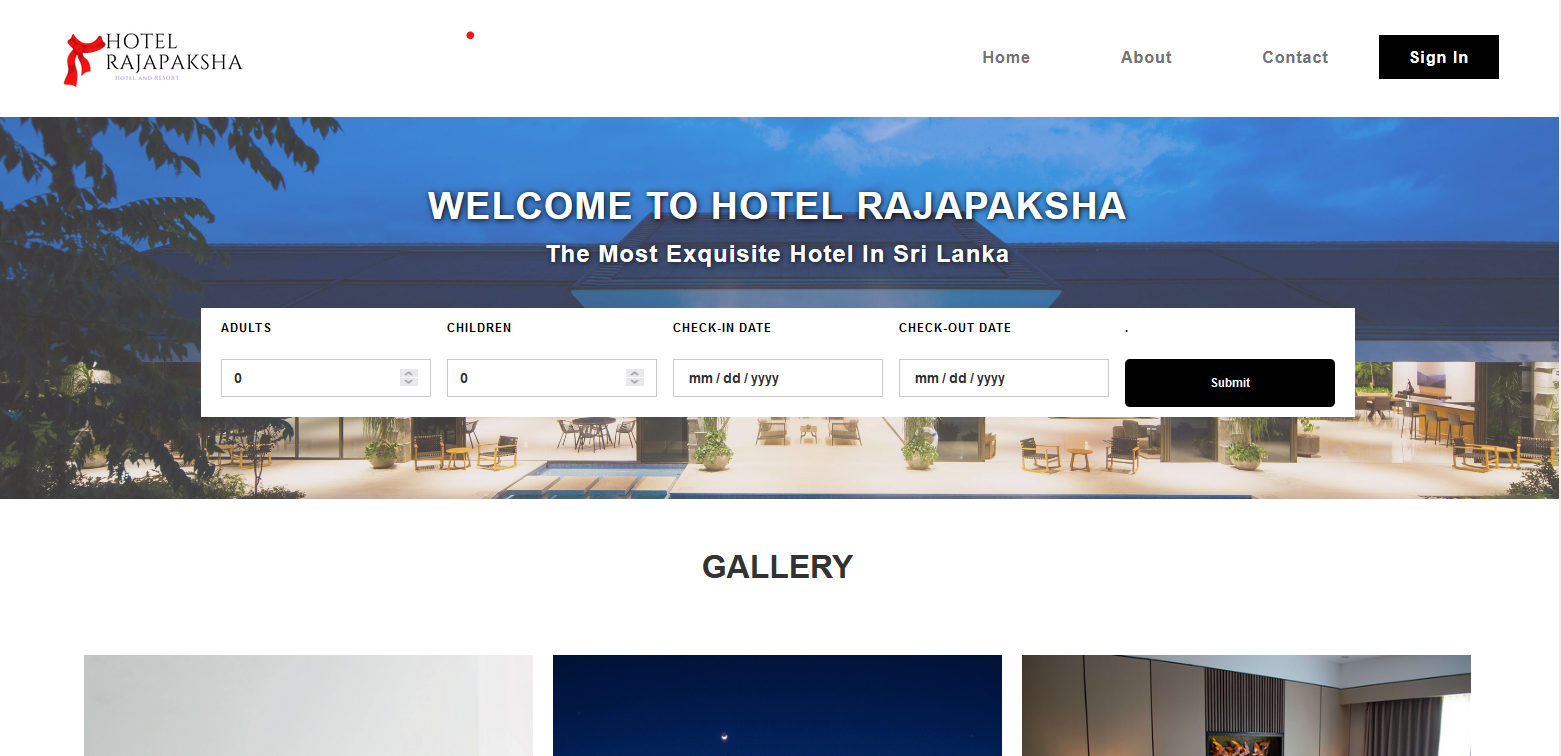 HOTEL
RAJAPAKSHA
HOTEL AND RESORT
Home About Contact Sign In
WELCOME TO HOTEL RAJAPAKSHA
The Most Exquisite Hotel In Sri Lanka
ADULTS CHILDREN CHECK-IN DATE CHECK-OUT DATE .
0 0 mm / dd / yyyy mm / dd / yyyy Submit
GALLERY